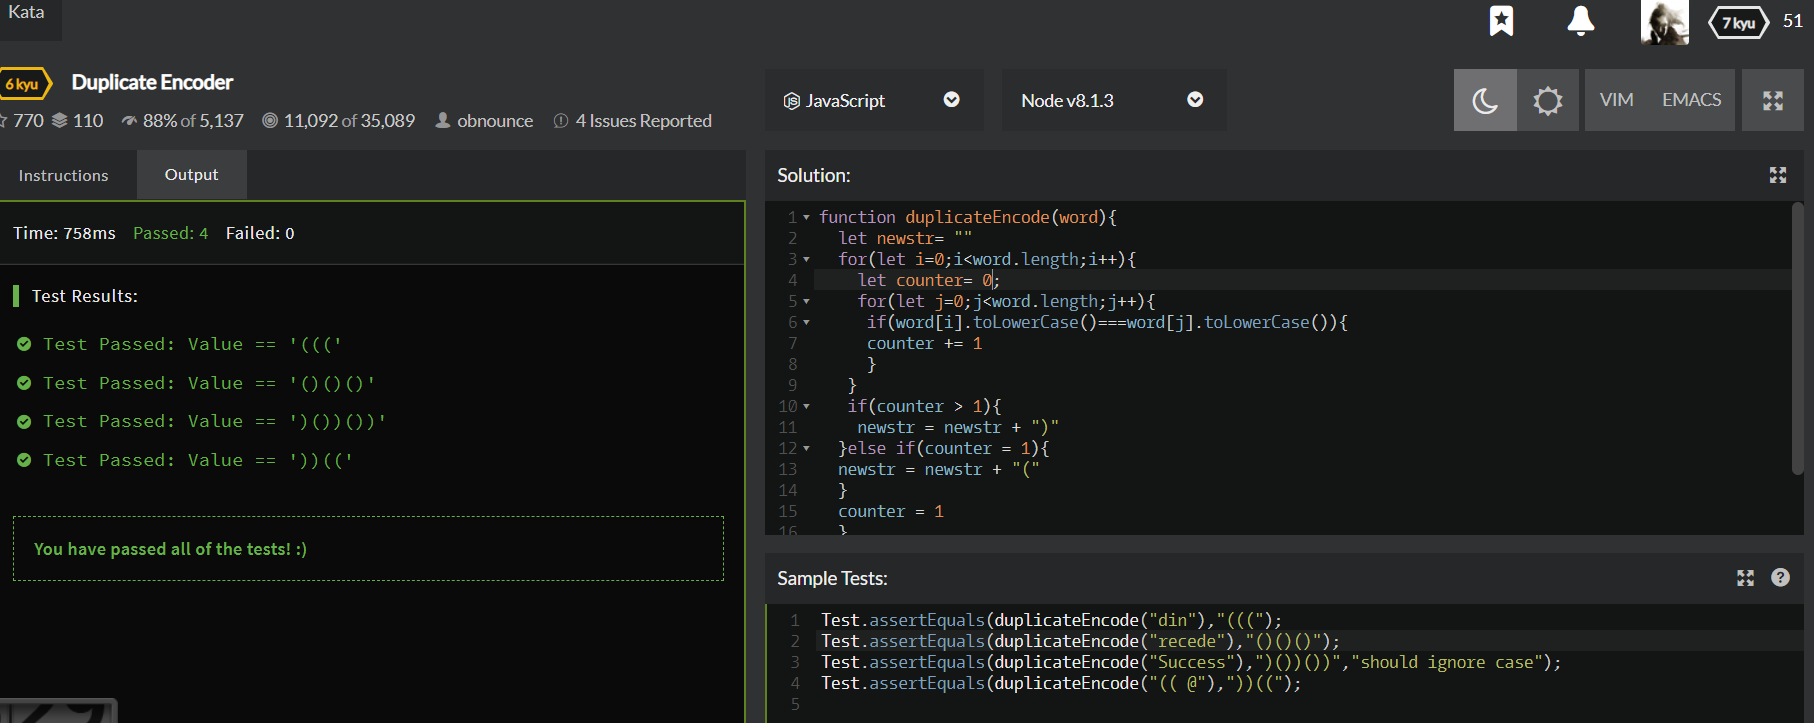 Kata
7 kyu 51
6 kyu Duplicate Encoder
770 110 88% of 5,137 11,092 of 35,089 obnounce 4 Issues Reported
JavaScript
Node v8.1.3
VIM EMACS
Instructions Output
Time: 758ms Passed: 4 Failed: 0
Test Results:
Test Passed: Value == '((('
Test Passed: Value == '()()()'
Test Passed: Value == ')())())'
Test Passed: Value == '))(('
You have passed all of the tests! :)
Solution:
1 function duplicateEncode(word){
2 let newstr= ""
3 for(let i=0;i<word.length;i++){
4 let counter= 0;
5 for(let j=0;j<word.length;j++){
6 if(word[i].toLowerCase()===word[j].toLowerCase()){
7 counter += 1
8 }
9 }
10 if(counter > 1){
11 newstr = newstr + ")"
12 }else if(counter = 1){
13 newstr = newstr + "("
14 }
15 counter = 1
16 }
Sample Tests:
1 Test.assertEquals(duplicateEncode("din"),"(((");
2 Test.assertEquals(duplicateEncode("recede"),"()()()");
3 Test.assertEquals(duplicateEncode("Success"),")())())","should ignore case");
4 Test.assertEquals(duplicateEncode("(( @"),"))((");
5